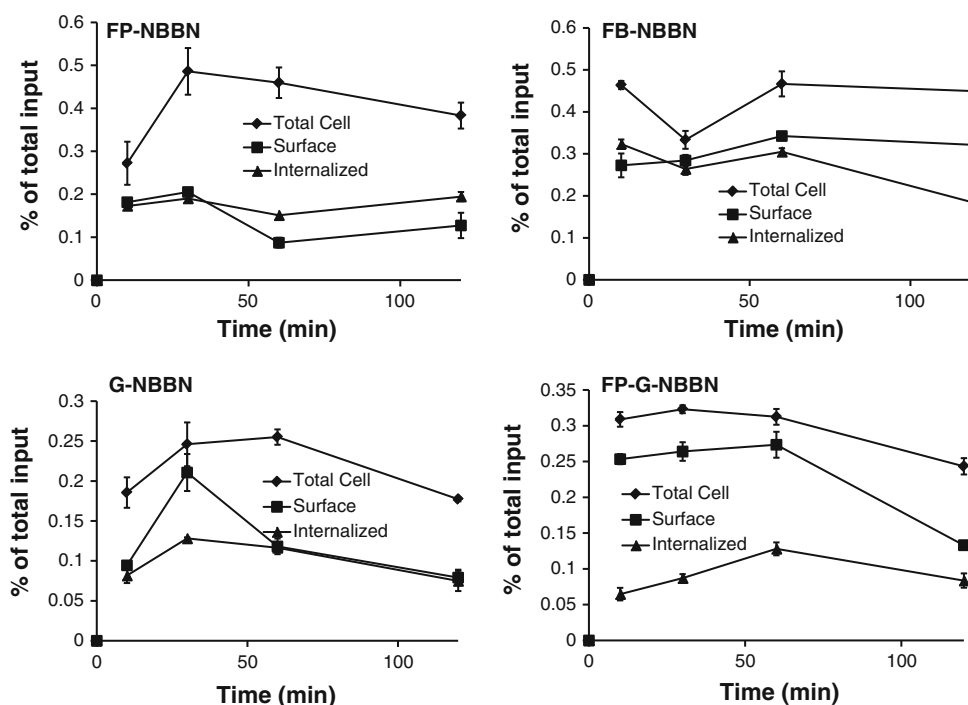 FP-NBBN
0.6
0.5
0.4
0.3
0.2
0.1
0
% of total input
Total Cell
Surface
Internalized
0
50
100
Time (min)
FB-NBBN
0.6
0.5
0.4
0.3
0.2
0.1
0
% of total input
Total Cell
Surface
Internalized
0
50
100
Time (min)
G-NBBN
0.3
0.25
0.2
0.15
0.1
0.05
0
% of total input
Total Cell
Surface
Internalized
0
50
100
Time (min)
FP-G-NBBN
0.35
0.3
0.25
0.2
0.15
0.1
0.05
0
% of total input
Total Cell
Surface
Internalized
0
50
100
Time (min)